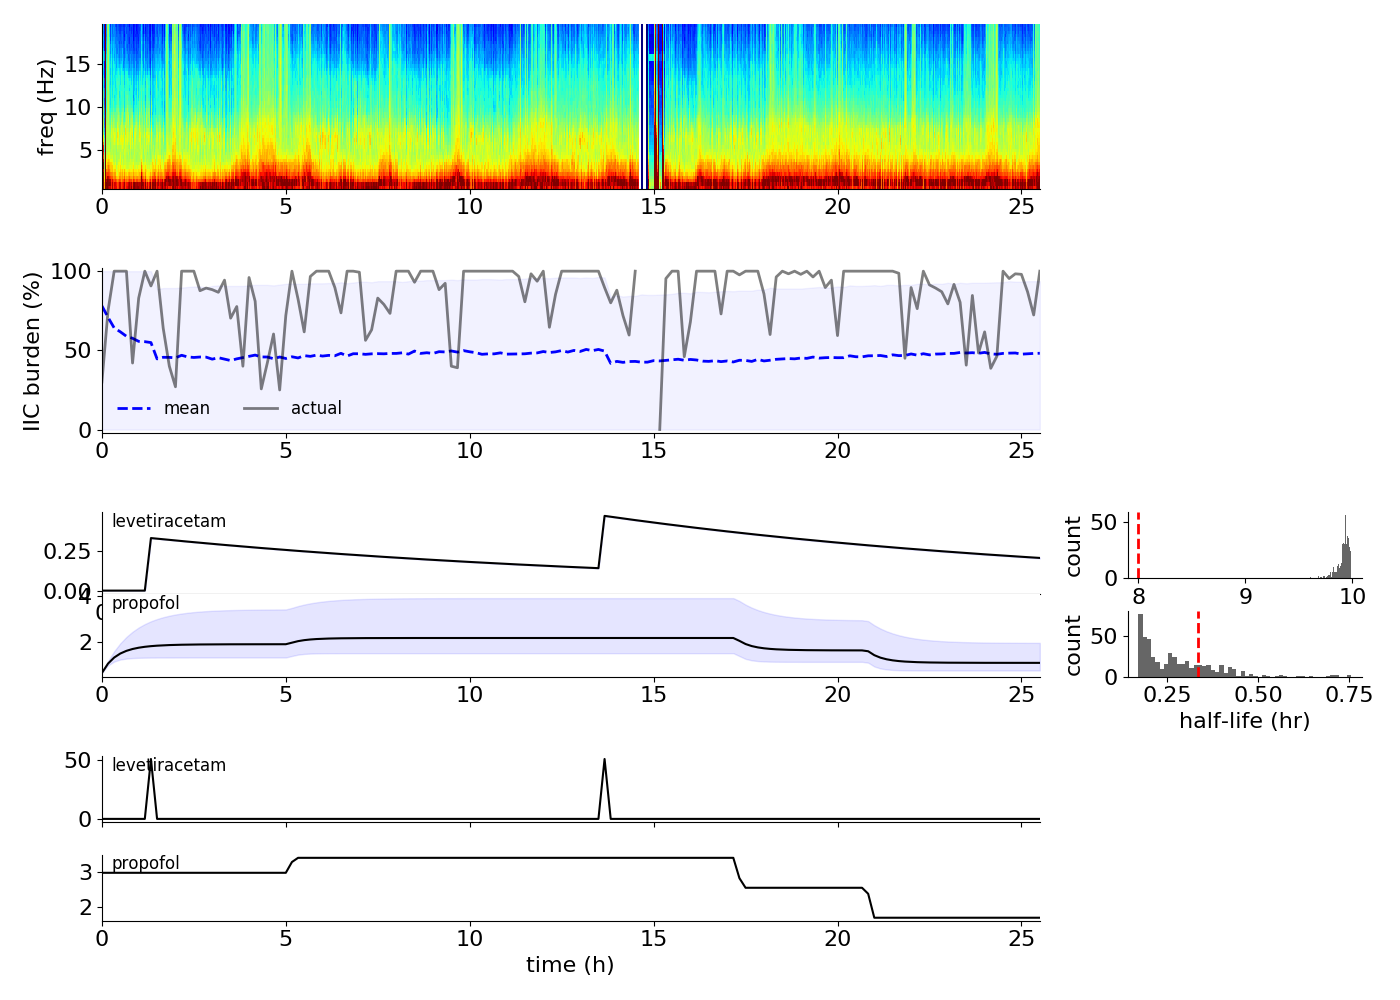 freq (Hz)
15
10
5
0 5 10 15 20 25
IIC burden (%)
100
50
0
mean actual
0 5 10 15 20 25
levetiracetam
0.25
0.00
0
propofol
4
2
0 5 10 15 20 25
count
50
0
8 9 10
count
50
0
0.25 0.50 0.75
half-life (hr)
levetiracetam
50
0
propofol
3
2
0 5 10 15 20 25
time (h)